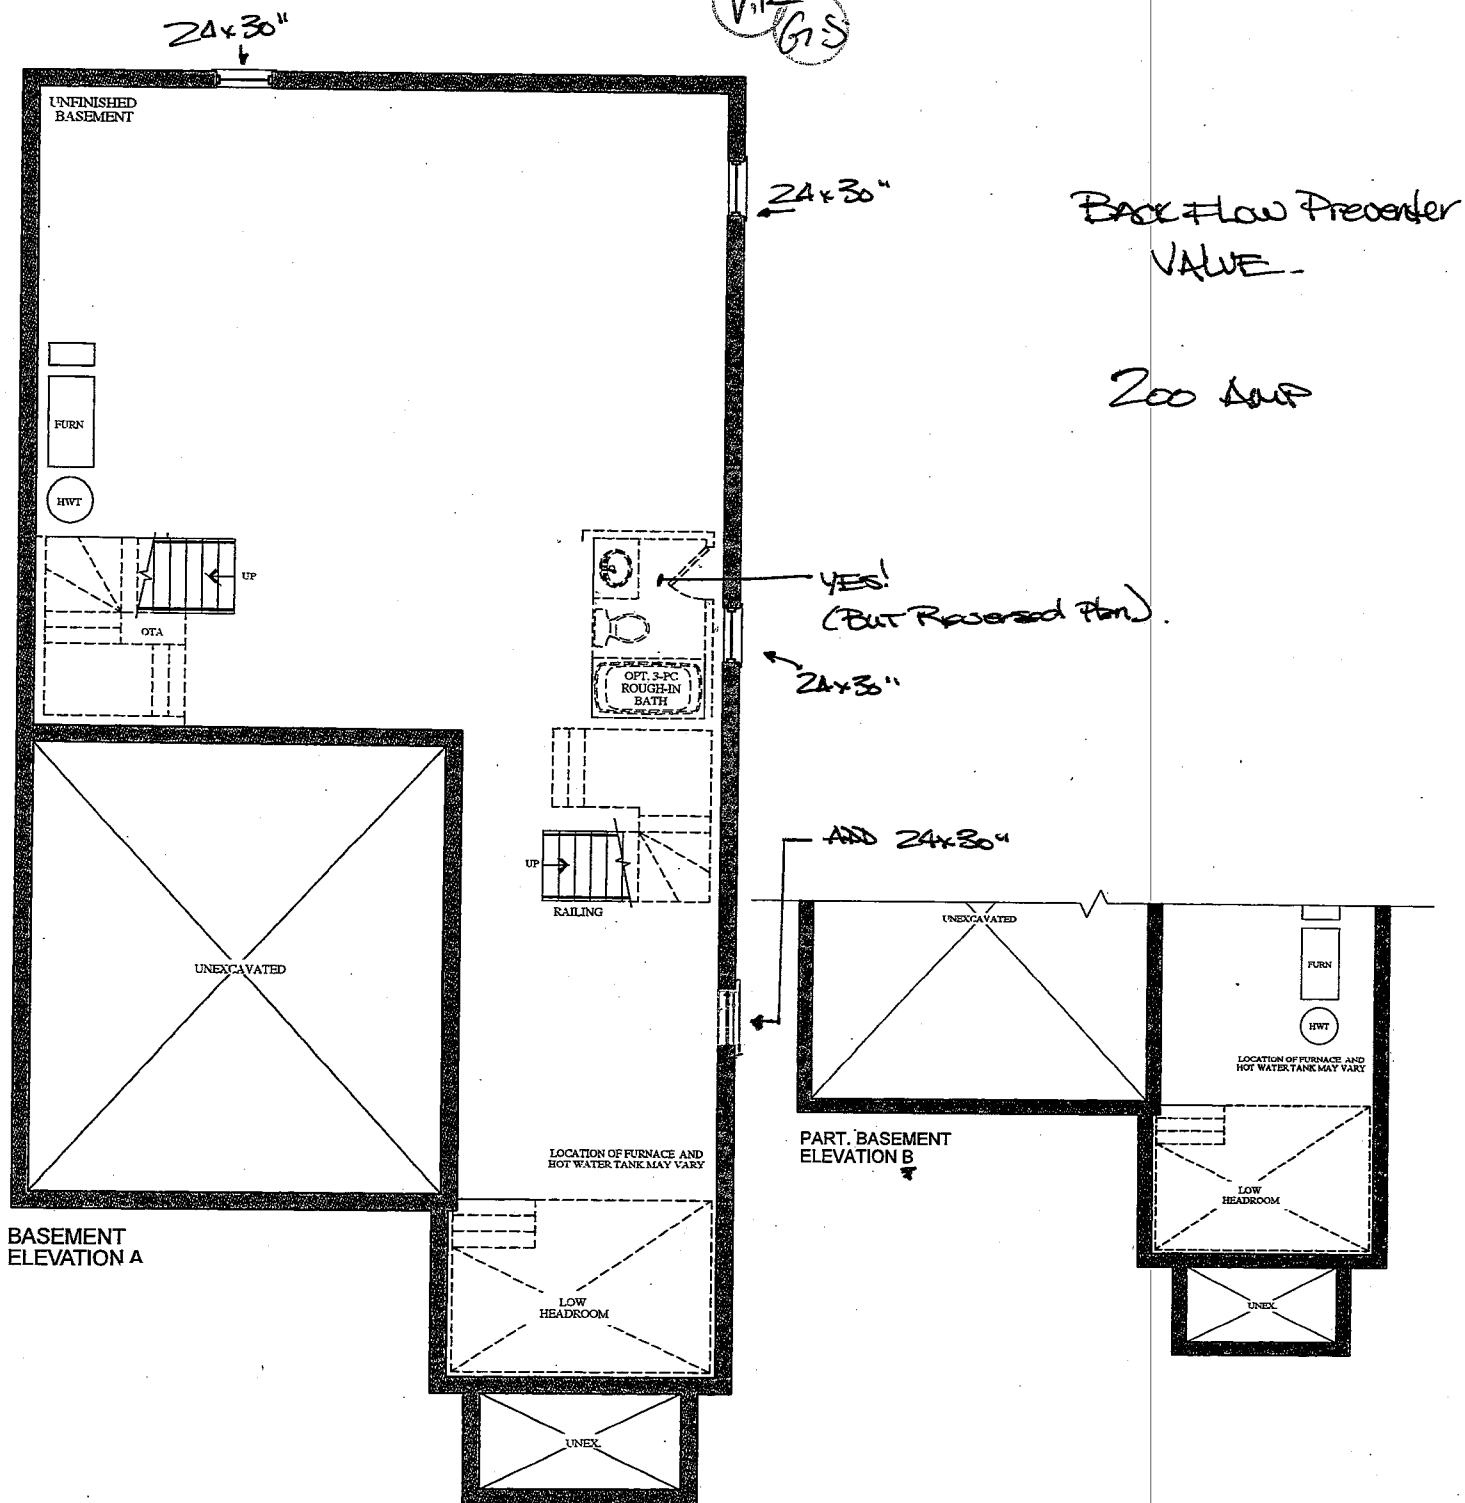 24x30"
G.S
UNFINISHED
BASEMENT
24x30"
BACK FLOW Preventer
VALUE-
200 AMP
FURN
HWT
UP
OTA
YES!
(BUT Reversed Plan).
24x30"
OPT. 3-PC
ROUGH-IN
BATH
ADD 24x30"
UP
RAILING
UNEXCAVATED
UNEXCAVATED
FURN
HWT
LOCATION OF FURNACE AND
HOT WATER TANK MAY VARY
LOCATION OF FURNACE AND
HOT WATER TANK MAY VARY
PART. BASEMENT
ELEVATION B
LOW
HEADROOM
BASEMENT
ELEVATION A
LOW
HEADROOM
UNEX.
UNEX.